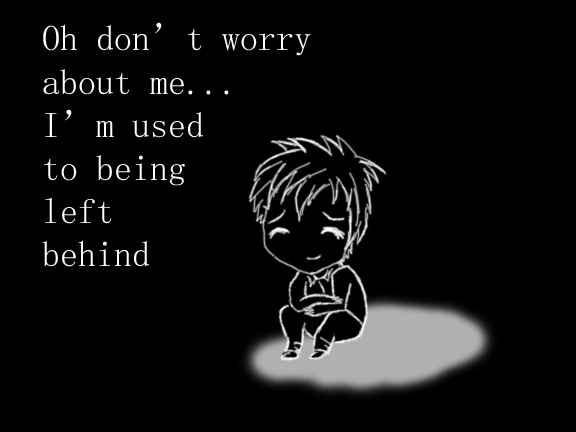 Oh don’t worry
about me...
I’m used
to being
left
behind